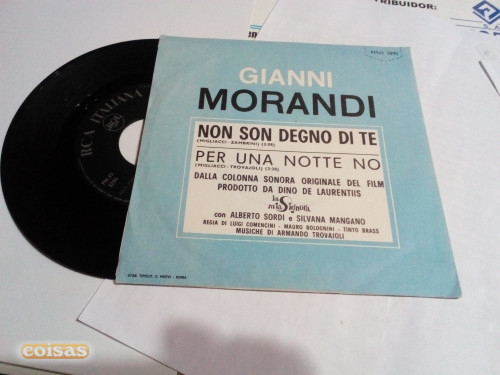 TRIBUIDOR:
GIANNI
MORANDI
NON SON DEGNO DI TE
(MIGLIACCI - ZAMBRINI)
PER UNA NOTTE NO
(MIGLIACCI - TROVAJOLI)
DALLA COLONNA SONORA ORIGINALE DEL FILM
PRODOTTO DA DINO DE LAURENTIIS
la mia Signora
con ALBERTO SORDI e SILVANA MANGANO
REGIA DI LUIGI COMENCINI - MAURO BOLOGNINI - TINTO BRASS
MUSICHE DI ARMANDO TROVAJOLI
RCA ITALIANA
coisas